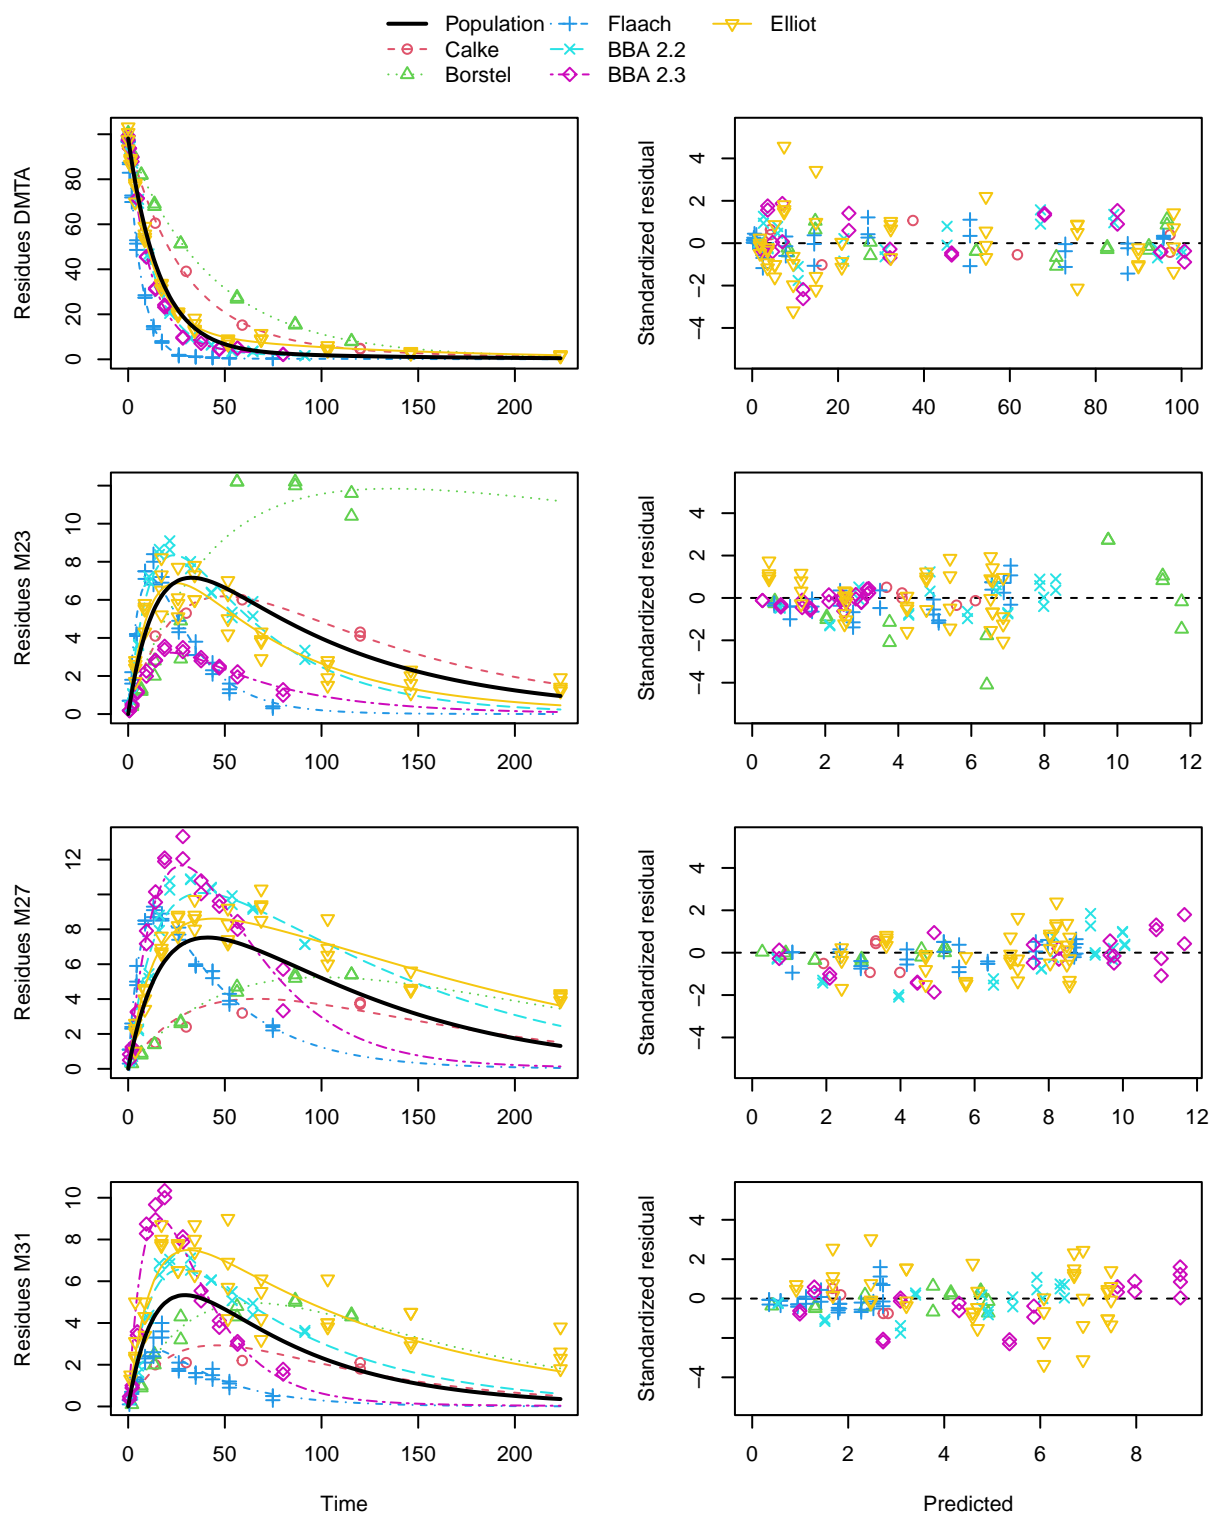 Population Flaach Elliot
Calke BBA 2.2
Borstel BBA 2.3
Residues DMTA
0 20 40 60 80
0 50 100 150 200
Standardized residual
−4 −2 0 2 4
0 20 40 60 80 100
Residues M23
0 2 4 6 8 10
0 50 100 150 200
Standardized residual
−4 −2 0 2 4
0 2 4 6 8 10 12
Residues M27
0 2 4 6 8 12
0 50 100 150 200
Standardized residual
−4 −2 0 2 4
0 2 4 6 8 10 12
Residues M31
0 2 4 6 8 10
0 50 100 150 200
Standardized residual
−4 0 2 4
2 4 6 8
0
Time
Predicted